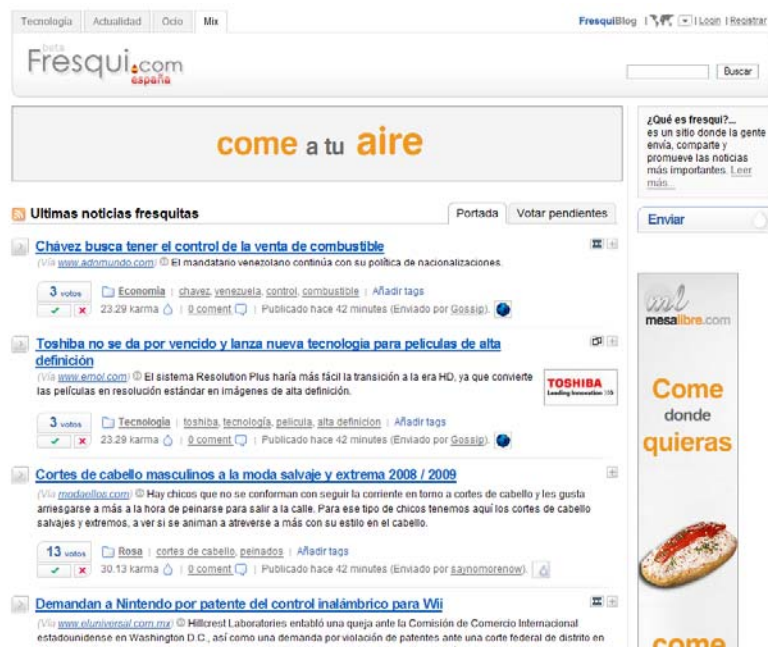 Tecnología Actualidad Ocio Mix
FresquiBlog | Login | Registrar
beta
Fresqui.com
españa
Buscar
come a tu aire
¿Qué es fresqui?...
es un sitio donde la gente
envía, comparte y
promueve las noticias
más importantes. Leer
más...
Enviar
Ultimas noticias fresquitas
Portada Votar pendientes
Chávez busca tener el control de la venta de combustible
(Vía www.adomundo.com) El mandatario venezolano continúa con su política de nacionalizaciones.
3 votos Economía | chavez, venezuela, control, combustible | Añadir tags
23.29 karma | 0 coment | Publicado hace 42 minutes (Enviado por Gossip).
Toshiba no se da por vencido y lanza nueva tecnología para peliculas de alta
definición
(Vía www.emol.com) El sistema Resolution Plus haría más fácil la transición a la era HD, ya que convierte
las películas en resolución estándar en imágenes de alta definición.
TOSHIBA
Leading Innovation >>>
3 votos Tecnología | toshiba, tecnología, pelicula, alta definicion | Añadir tags
23.29 karma | 0 coment | Publicado hace 42 minutes (Enviado por Gossip).
Cortes de cabello masculinos a la moda salvaje y extrema 2008 / 2009
(Vía modaellos.com) Hay chicos que no se conforman con seguir la corriente en torno a cortes de cabello y les gusta
arriesgarse a más a la hora de peinarse para salir a la calle. Para ese tipo de chicos tenemos aquí los cortes de cabello
salvajes y extremos, a ver si se animan a atreverse a más con su estilo en el cabello.
13 votos Rosa | cortes de cabello, peinados | Añadir tags
30.13 karma | 0 coment | Publicado hace 42 minutes (Enviado por saynomorenow).
Demandan a Nintendo por patente del control inalámbrico para Wii
(Vía www.eluniversal.com.mx) Hillcrest Laboratories entabló una queja ante la Comisión de Comercio Internacional
estadounidense en Washington D.C., así como una demanda por violación de patentes ante una corte federal de distrito en
ml
mesalibre.com
Come
donde
quieras
come